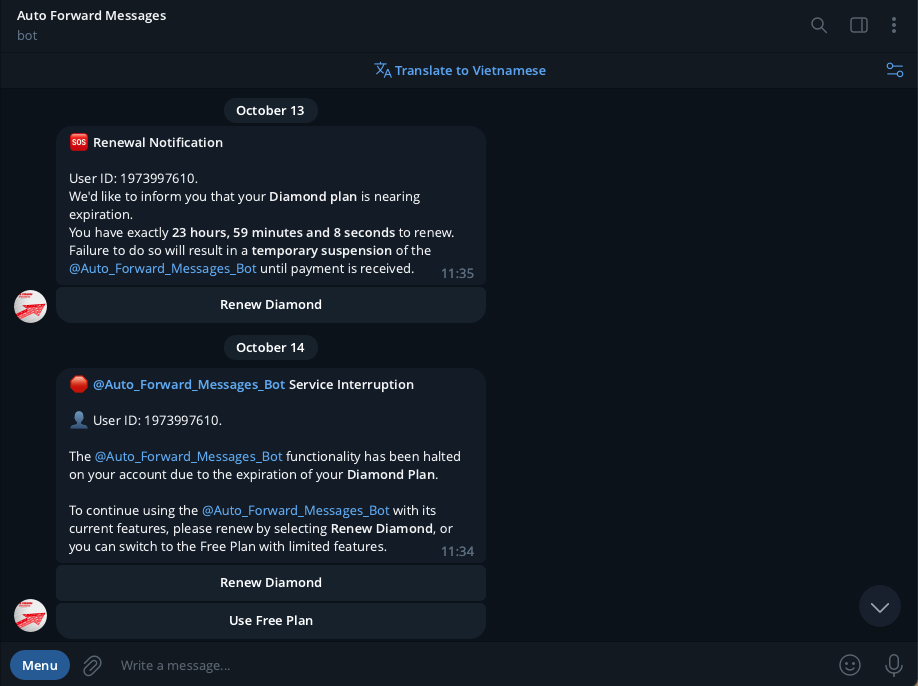 Auto Forward Messages
bot
Translate to Vietnamese
October 13
SOS Renewal Notification
User ID: 1973997610.
We'd like to inform you that your Diamond plan is nearing
expiration.
You have exactly 23 hours, 59 minutes and 8 seconds to renew.
Failure to do so will result in a temporary suspension of the
@Auto_Forward_Messages_Bot until payment is received.
11:35
Renew Diamond
October 14
@Auto_Forward_Messages_Bot Service Interruption
User ID: 1973997610.
The @Auto_Forward_Messages_Bot functionality has been halted
on your account due to the expiration of your Diamond Plan.
To continue using the @Auto_Forward_Messages_Bot with its
current features, please renew by selecting Renew Diamond, or
you can switch to the Free Plan with limited features.
11:34
Renew Diamond
Use Free Plan
Menu
Write a message...